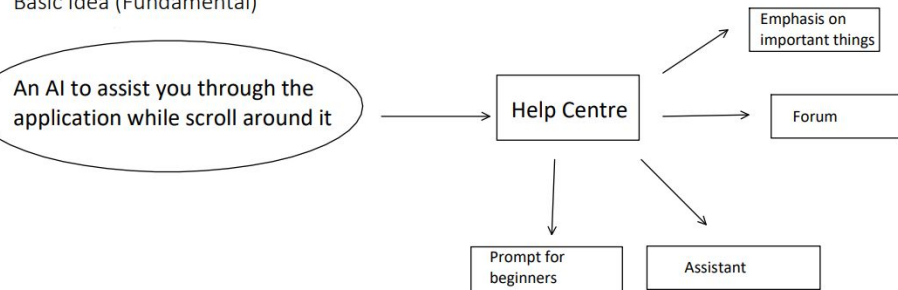 Basic Idea (Fundamental)
Emphasis on
important things
An AI to assist you through the
application while scroll around it
Help Centre
Forum
Prompt for
beginners
Assistant